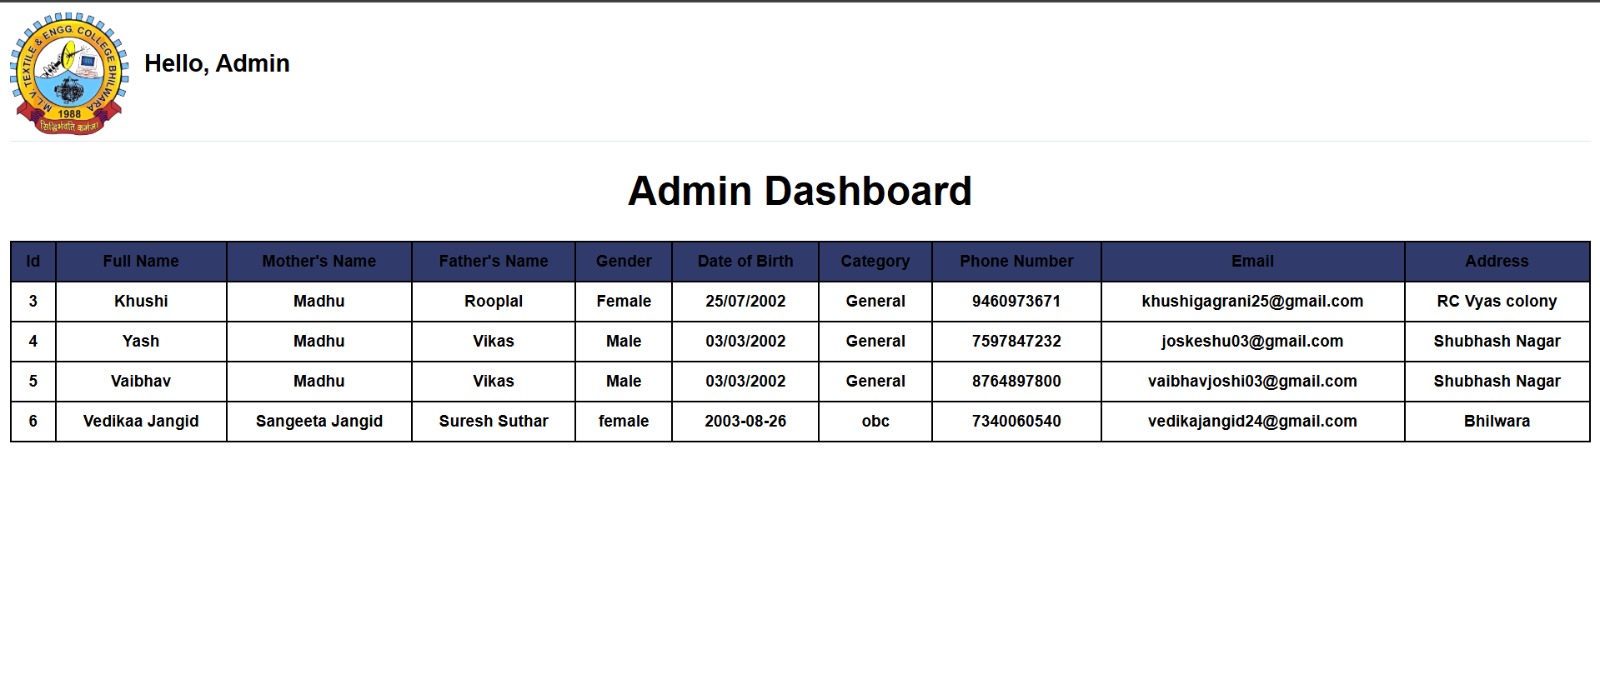 M.L.V. TEXTILE & ENGG. COLLEGE BHILWARA
1988
सिद्धिर्भवति कर्मजा
Hello, Admin
Admin Dashboard
Id Full Name Mother's Name Father's Name Gender Date of Birth Category Phone Number Email Address
3 Khushi Madhu Rooplal Female 25/07/2002 General 9460973671 khushigagrani25@gmail.com RC Vyas colony
4 Yash Madhu Vikas Male 03/03/2002 General 7597847232 joskeshu03@gmail.com Shubhash Nagar
5 Vaibhav Madhu Vikas Male 03/03/2002 General 8764897800 vaibhavjoshi03@gmail.com Shubhash Nagar
6 Vedikaa Jangid Sangeeta Jangid Suresh Suthar female 2003-08-26 obc 7340060540 vedikajangid24@gmail.com Bhilwara